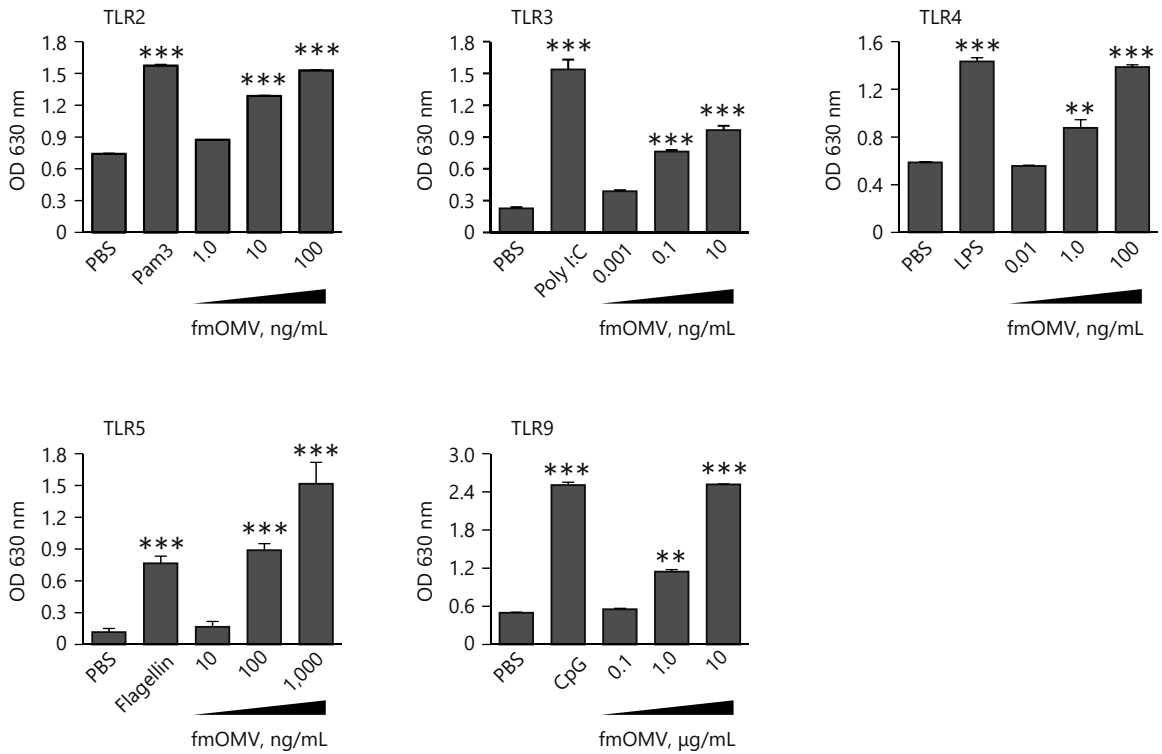 TLR2
OD 630 nm
1.8
1.5
1.2
0.9
0.6
0.3
0
***
***
***
PBS
Pam3
1.0
10
100
fmOMV, ng/mL
TLR3
OD 630 nm
1.8
1.5
1.2
0.9
0.6
0.3
0
***
***
***
PBS
Poly I:C
0.001
0.1
10
fmOMV, ng/mL
TLR4
OD 630 nm
1.6
1.2
0.8
0.4
0
***
**
***
PBS
LPS
0.01
1.0
100
fmOMV, ng/mL
TLR5
OD 630 nm
1.8
1.5
1.2
0.9
0.6
0.3
0
***
***
***
PBS
Flagellin
10
100
1,000
fmOMV, ng/mL
TLR9
OD 630 nm
3.0
2.4
1.8
1.2
0.6
0
***
**
***
PBS
CpG
0.1
1.0
10
fmOMV, µg/mL